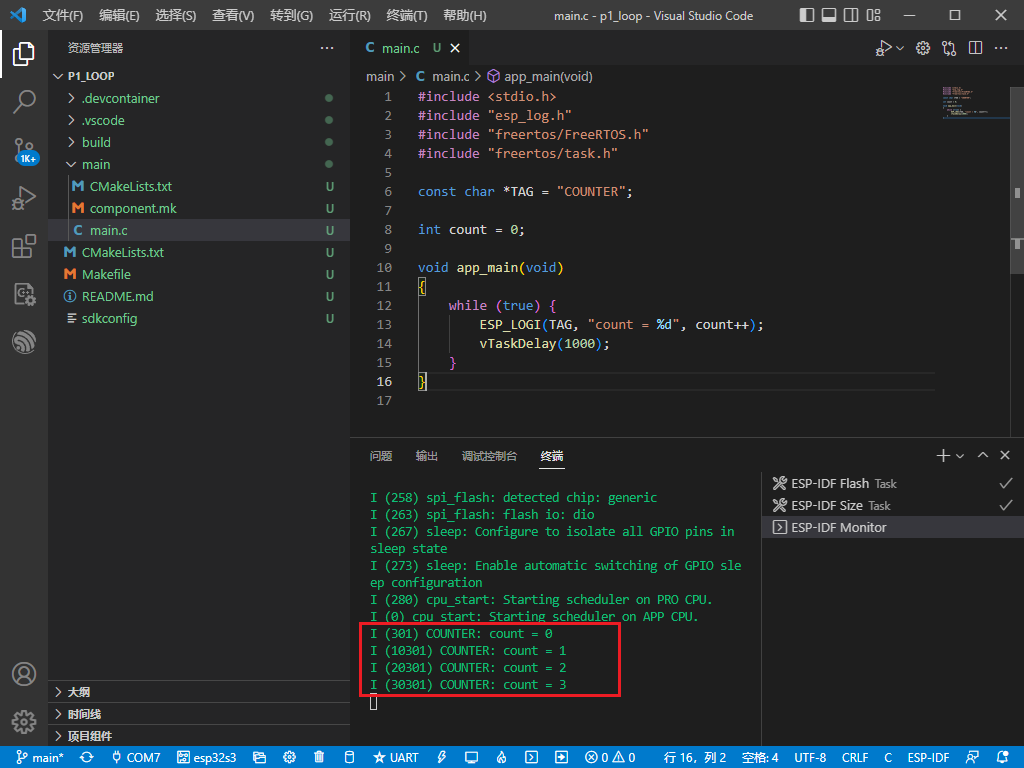 文件(F) 编辑(E) 选择(S) 查看(V) 转到(G) 运行(R) 终端(T) 帮助(H) main.c - p1_loop - Visual Studio Code
资源管理器
P1_LOOP
.devcontainer
.vscode
build
main
CMakeLists.txt U
component.mk U
main.c U
CMakeLists.txt U
Makefile U
README.md U
sdkconfig U
大纲
时间线
项目组件
1K+
main.c U
main > C main.c > app_main(void)
1 #include <stdio.h>
2 #include "esp_log.h"
3 #include "freertos/FreeRTOS.h"
4 #include "freertos/task.h"
5
6 const char *TAG = "COUNTER";
7
8 int count = 0;
9
10 void app_main(void)
11 {
12 while (true) {
13 ESP_LOGI(TAG, "count = %d", count++);
14 vTaskDelay(1000);
15 }
16 }
17
问题 输出 调试控制台 终端
I (258) spi_flash: detected chip: generic
I (263) spi_flash: flash io: dio
I (267) sleep: Configure to isolate all GPIO pins in
sleep state
I (273) sleep: Enable automatic switching of GPIO sle
ep configuration
I (280) cpu_start: Starting scheduler on PRO CPU.
I (0) cpu_start: Starting scheduler on APP CPU.
I (301) COUNTER: count = 0
I (10301) COUNTER: count = 1
I (20301) COUNTER: count = 2
I (30301) COUNTER: count = 3
ESP-IDF Flash Task
ESP-IDF Size Task
ESP-IDF Monitor
main* COM7 esp32s3 UART 0 0 行 16，列 2 空格: 4 UTF-8 CRLF C ESP-IDF